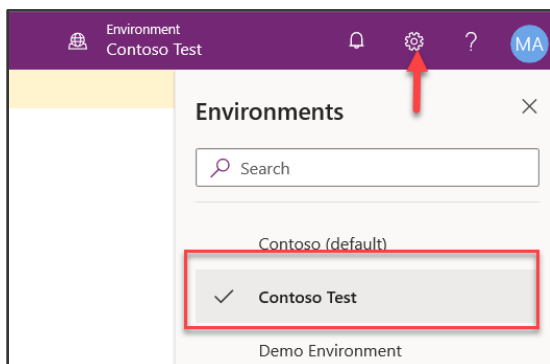 Environment
Contoso Test
?
MA
Environments
Search
Contoso (default)
Contoso Test
Demo Environment